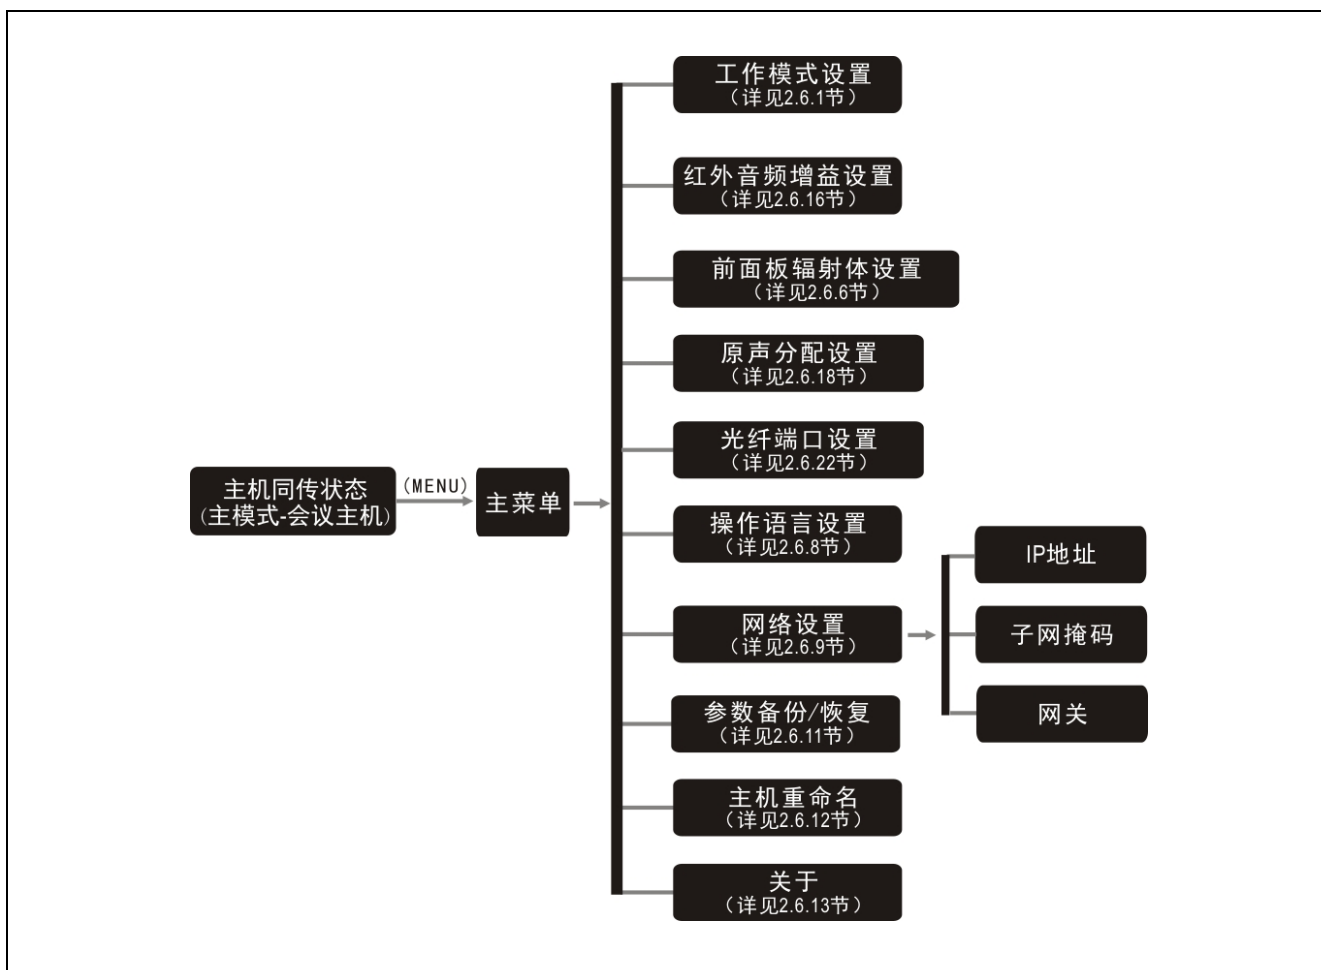 工作模式设置
（详见2.6.1节）
红外音频增益设置
（详见2.6.16节）
前面板辐射体设置
（详见2.6.6节）
原声分配设置
（详见2.6.18节）
光纤端口设置
（详见2.6.22节）
主机同传状态
(主模式-会议主机)
(MENU)
主菜单
操作语言设置
（详见2.6.8节）
网络设置
（详见2.6.9节）
IP地址
子网掩码
网关
参数备份/恢复
（详见2.6.11节）
主机重命名
（详见2.6.12节）
关于
（详见2.6.13节）